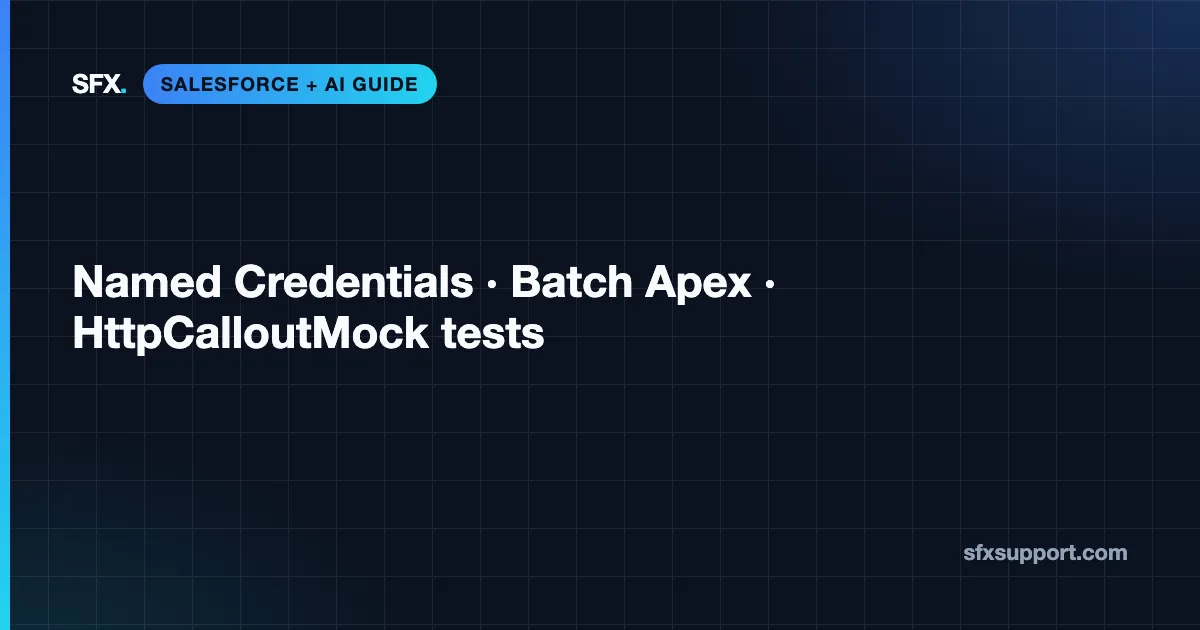 SFX.
SALESFORCE + AI GUIDE
Named Credentials · Batch Apex ·
HttpCalloutMock tests
sfxsupport.com